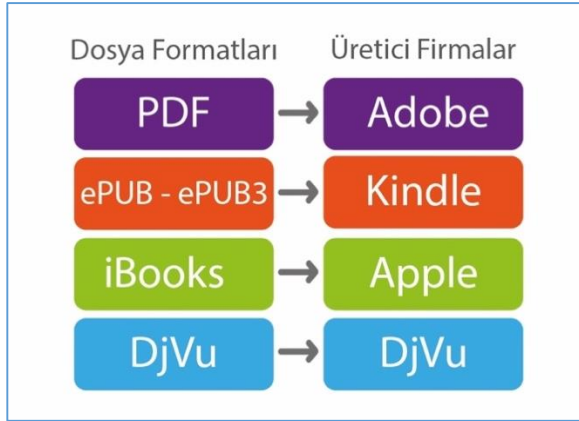 Dosya Formatları Üretici Firmalar
PDF Adobe
ePUB - ePUB3 Kindle
iBooks Apple
DjVu DjVu